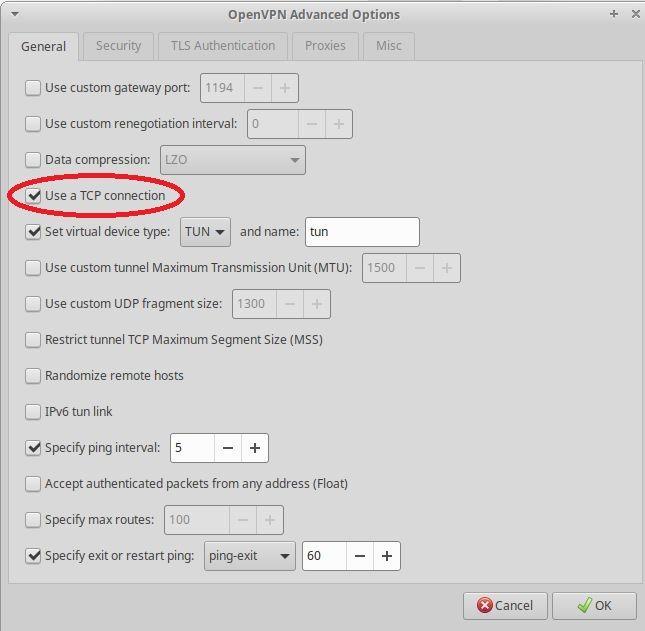 OpenVPN Advanced Options
General Security TLS Authentication Proxies Misc
Use custom gateway port: 1194
Use custom renegotiation interval: 0
Data compression: LZO
Use a TCP connection
Set virtual device type: TUN and name: tun
Use custom tunnel Maximum Transmission Unit (MTU): 1500
Use custom UDP fragment size: 1300
Restrict tunnel TCP Maximum Segment Size (MSS)
Randomize remote hosts
IPv6 tun link
Specify ping interval: 5
Accept authenticated packets from any address (Float)
Specify max routes: 100
Specify exit or restart ping: ping-exit 60
Cancel OK